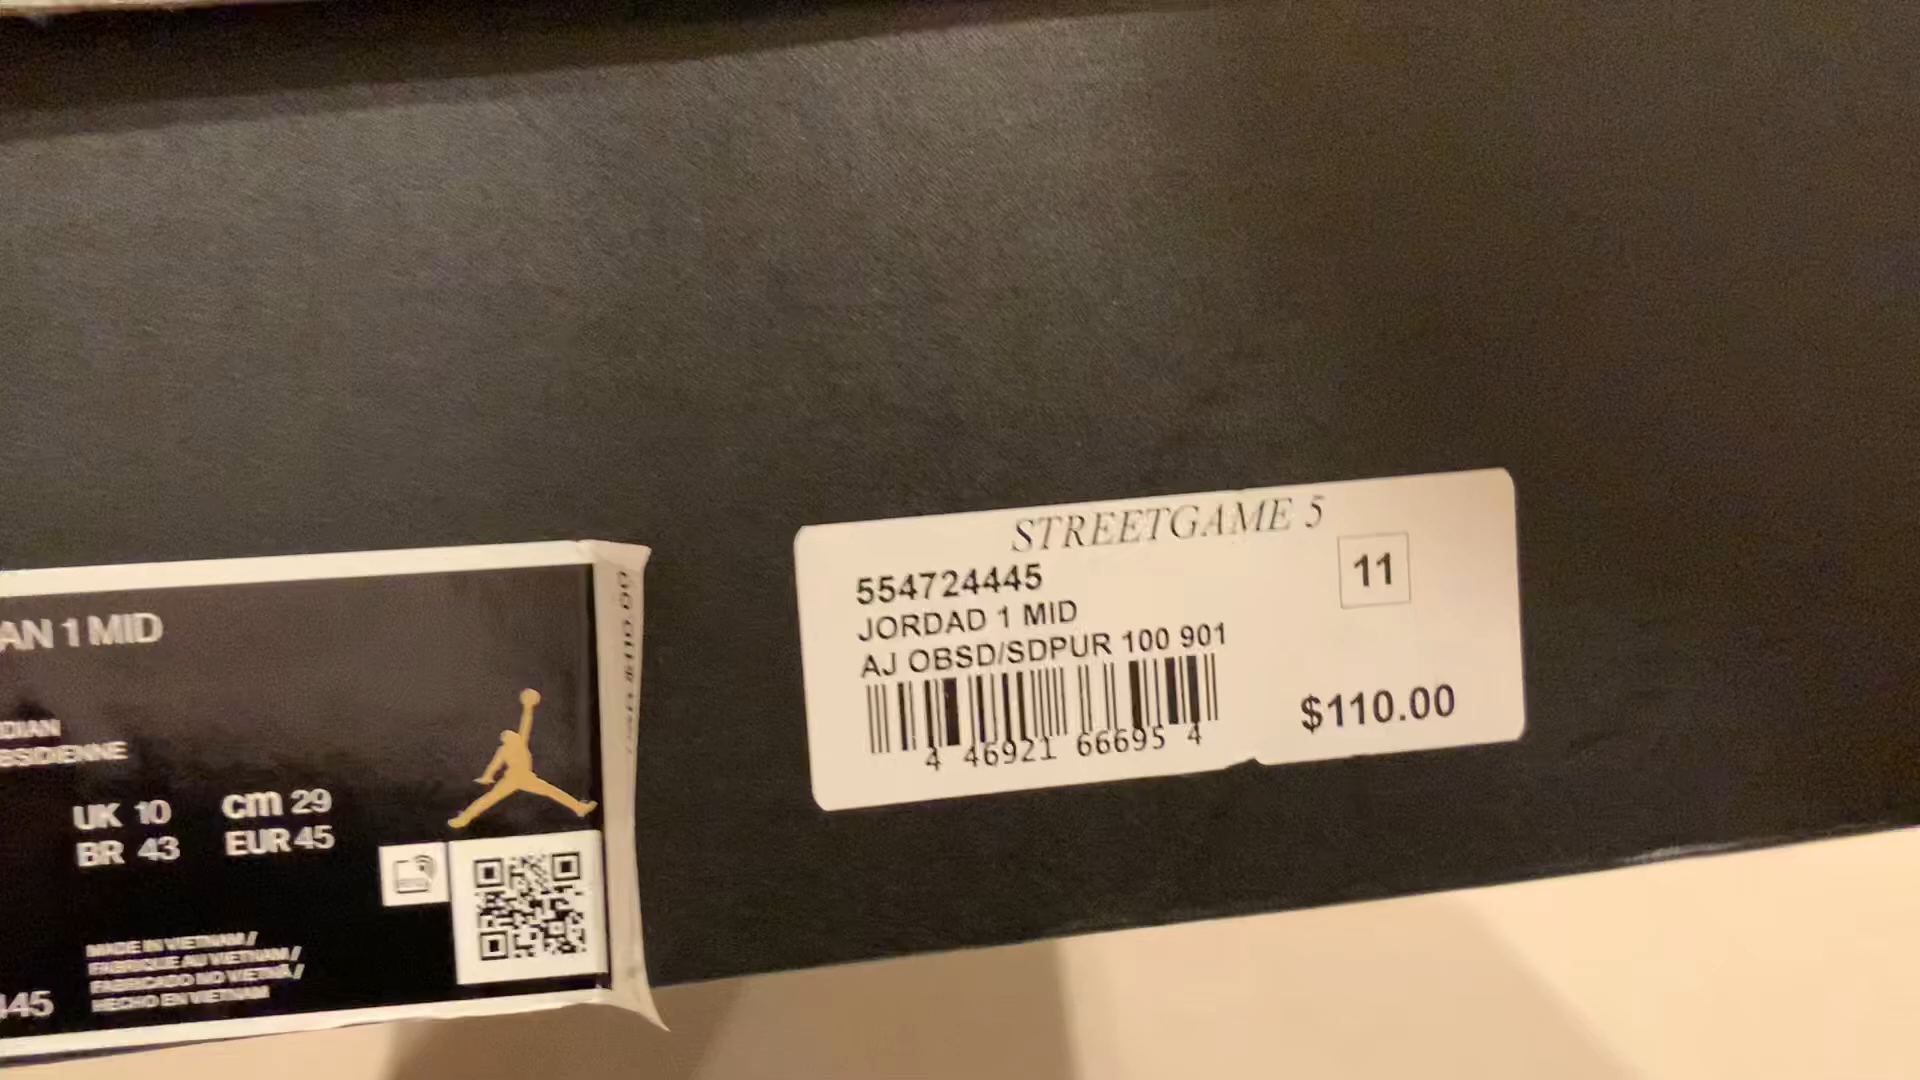 AN 1 MID
DIAN
BSIDIENNE
UK 10 cm 29
BR 43 EUR 45
MADE IN VIETNAM /
FABRIQUE AU VIETNAM /
FABRICADO NO VIETNÃ /
HECHO EN VIETNAM
445
STREETGAME 5
11
554724445
JORDAD 1 MID
AJ OBSD/SDPUR 100 901
4 46921 66695 4
$110.00